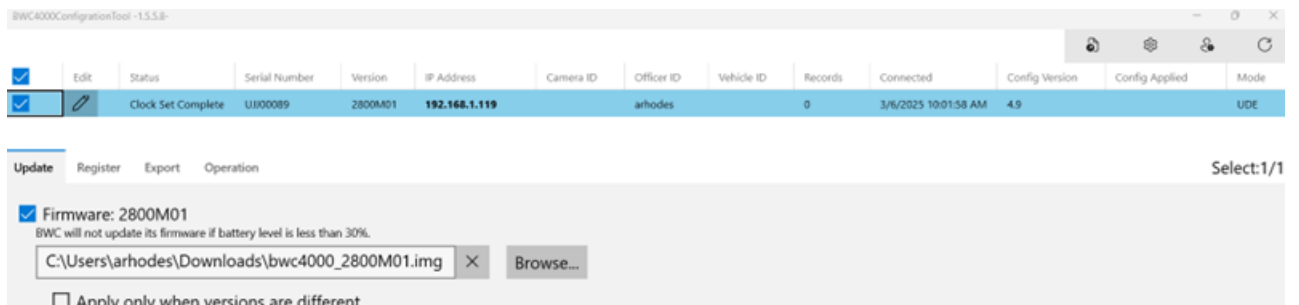 BWC4000ConfigrationTool -1.5.5.8-
Edit Status Serial Number Version IP Address Camera ID Officer ID Vehicle ID Records Connected Config Version Config Applied Mode
Clock Set Complete UJJ00089 2800M01 192.168.1.119 arhodes 0 3/6/2025 10:01:58 AM 4.9 UDE
Update Register Export Operation Select:1/1
Firmware: 2800M01
BWC will not update its firmware if battery level is less than 30%.
C:\Users\arhodes\Downloads\bwc4000_2800M01.img Browse...
Apply only when versions are different